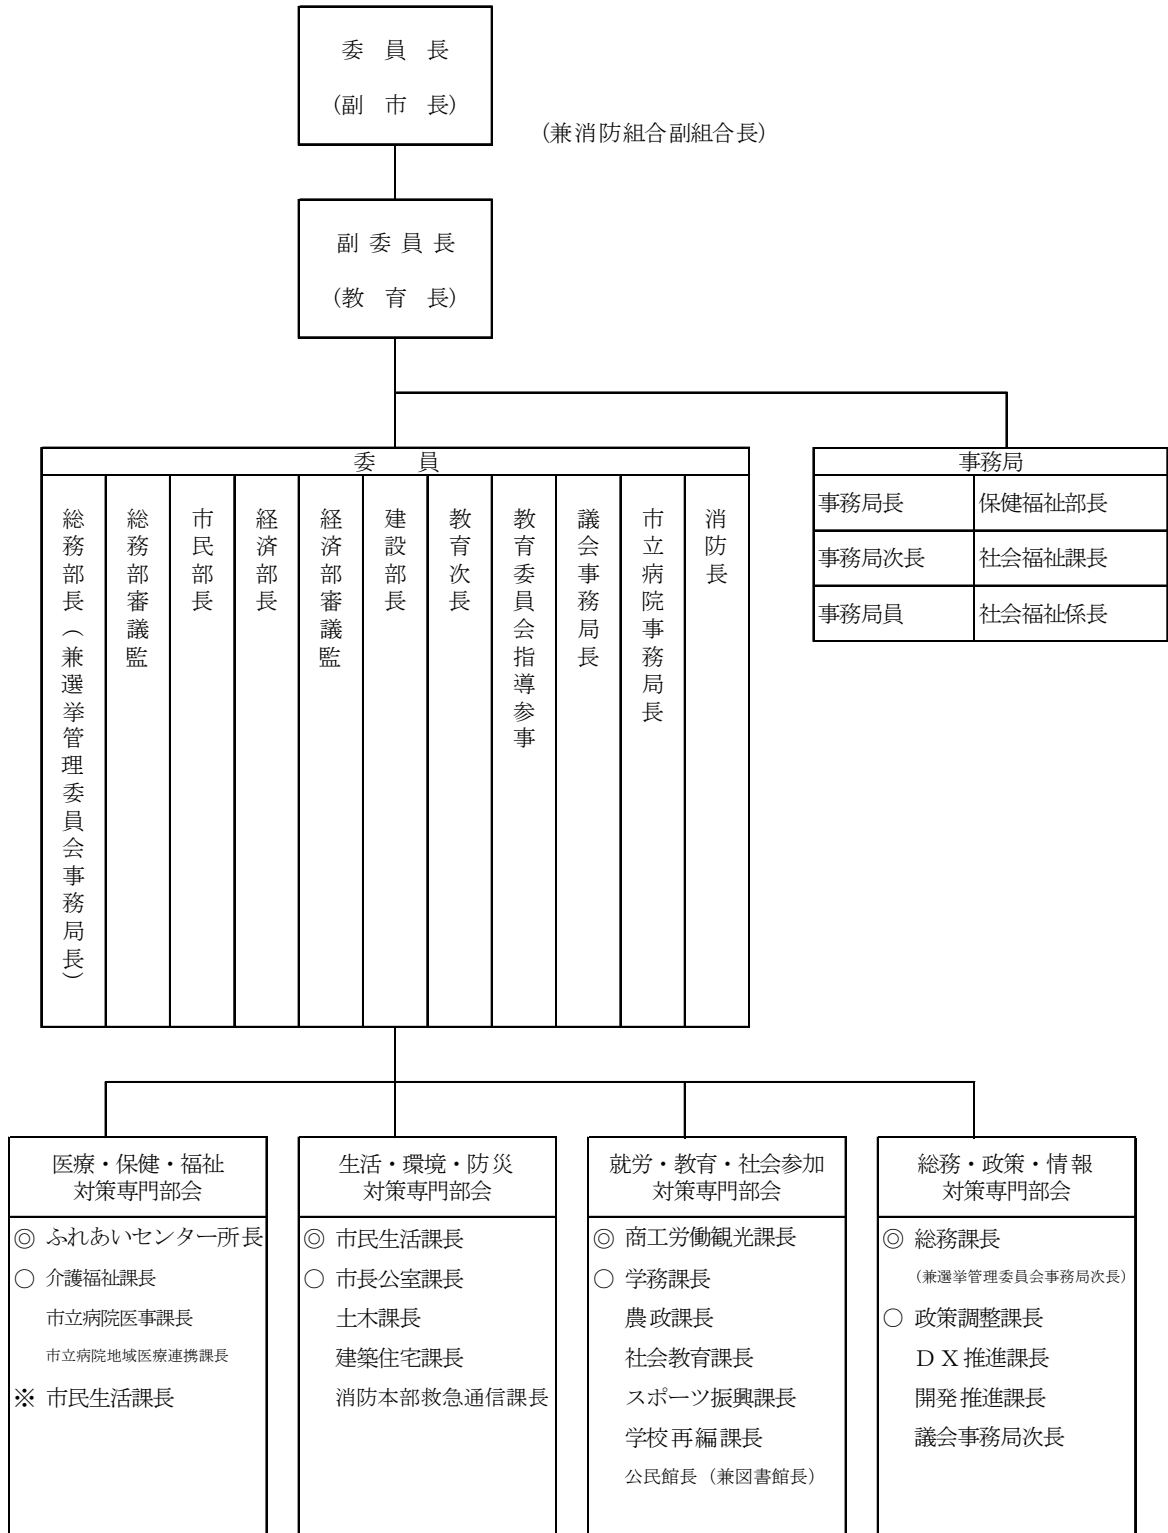 委員長
(副市長)
(兼消防組合副組合長)
副委員長
(教育長)
委員
総務部長（兼選挙管理委員会事務局長）
総務部審議監
市民部長
経済部長
経済部審議監
建設部長
教育次長
教育委員会指導参事
議会事務局長
市立病院事務局長
消防長
事務局
事務局長 保健福祉部長
事務局次長 社会福祉課長
事務局員 社会福祉係長
医療・保健・福祉
対策専門部会
◎ ふれあいセンター所長
○ 介護福祉課長
市立病院医事課長
市立病院地域医療連携課長
※ 市民生活課長
生活・環境・防災
対策専門部会
◎ 市民生活課長
○ 市長公室課長
土木課長
建築住宅課長
消防本部救急通信課長
就労・教育・社会参加
対策専門部会
◎ 商工労働観光課長
○ 学務課長
農政課長
社会教育課長
スポーツ振興課長
学校再編課長
公民館長（兼図書館長）
総務・政策・情報
対策専門部会
◎ 総務課長
（兼選挙管理委員会事務局次長）
○ 政策調整課長
ＤＸ推進課長
開発推進課長
議会事務局次長